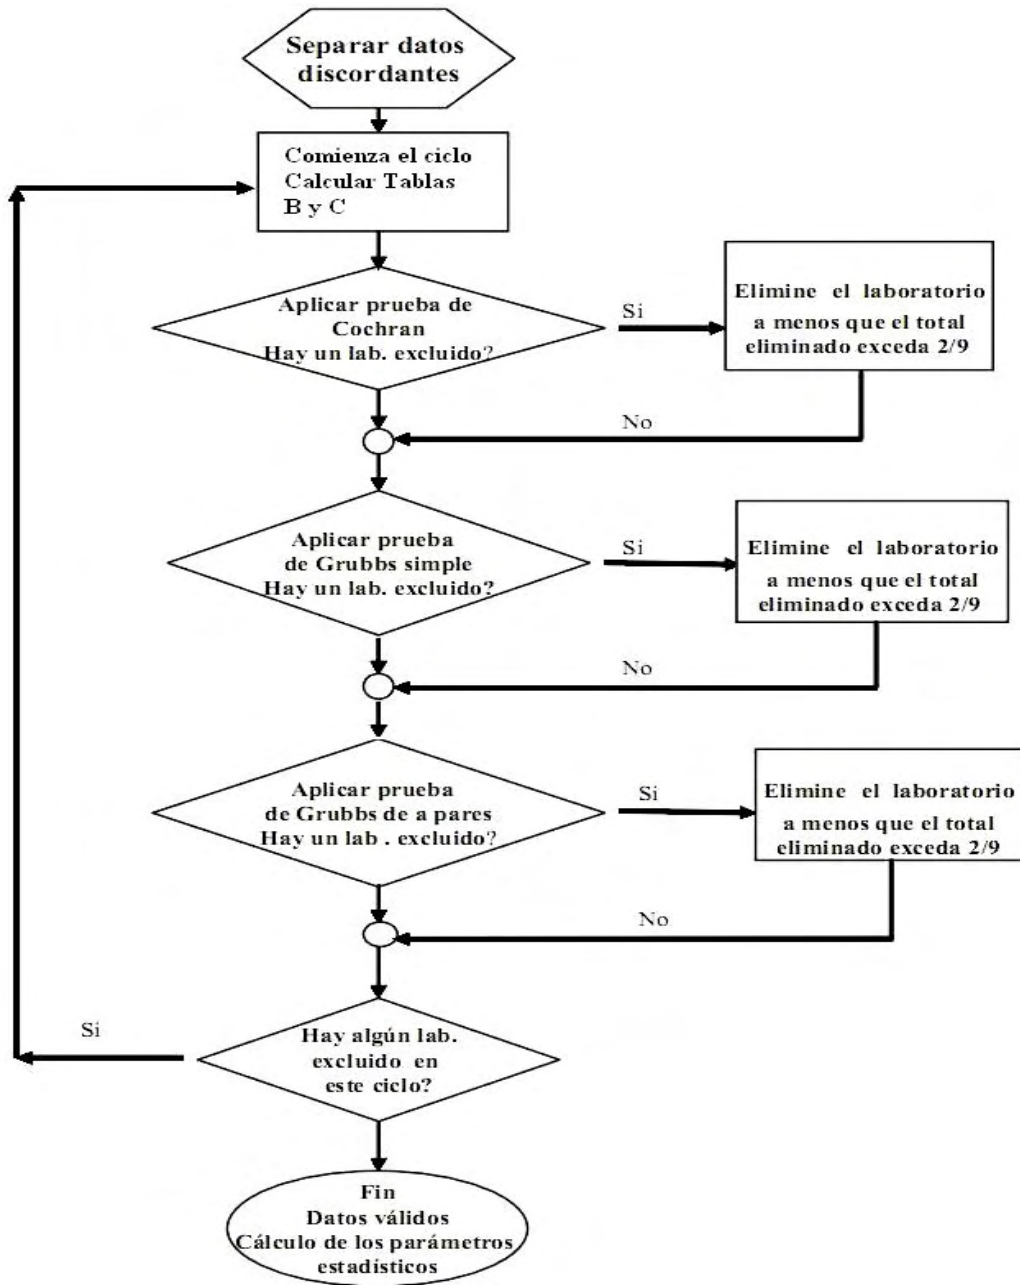 Separar datos
discordantes
Comienza el ciclo
Calcular Tablas
B y C
Aplicar prueba de
Cochran
Hay un lab. excluido?
Si
Elimine el laboratorio
a menos que el total
eliminado exceda 2/9
No
Aplicar prueba
de Grubbs simple
Hay un lab. excluido?
Si
Elimine el laboratorio
a menos que el total
eliminado exceda 2/9
No
Aplicar prueba
de Grubbs de a pares
Hay un lab . excluido?
Si
Elimine el laboratorio
a menos que el total
eliminado exceda 2/9
No
Hay algún lab.
excluido en
este ciclo?
Si
Fin
Datos válidos
Cálculo de los parámetros
estadísticos